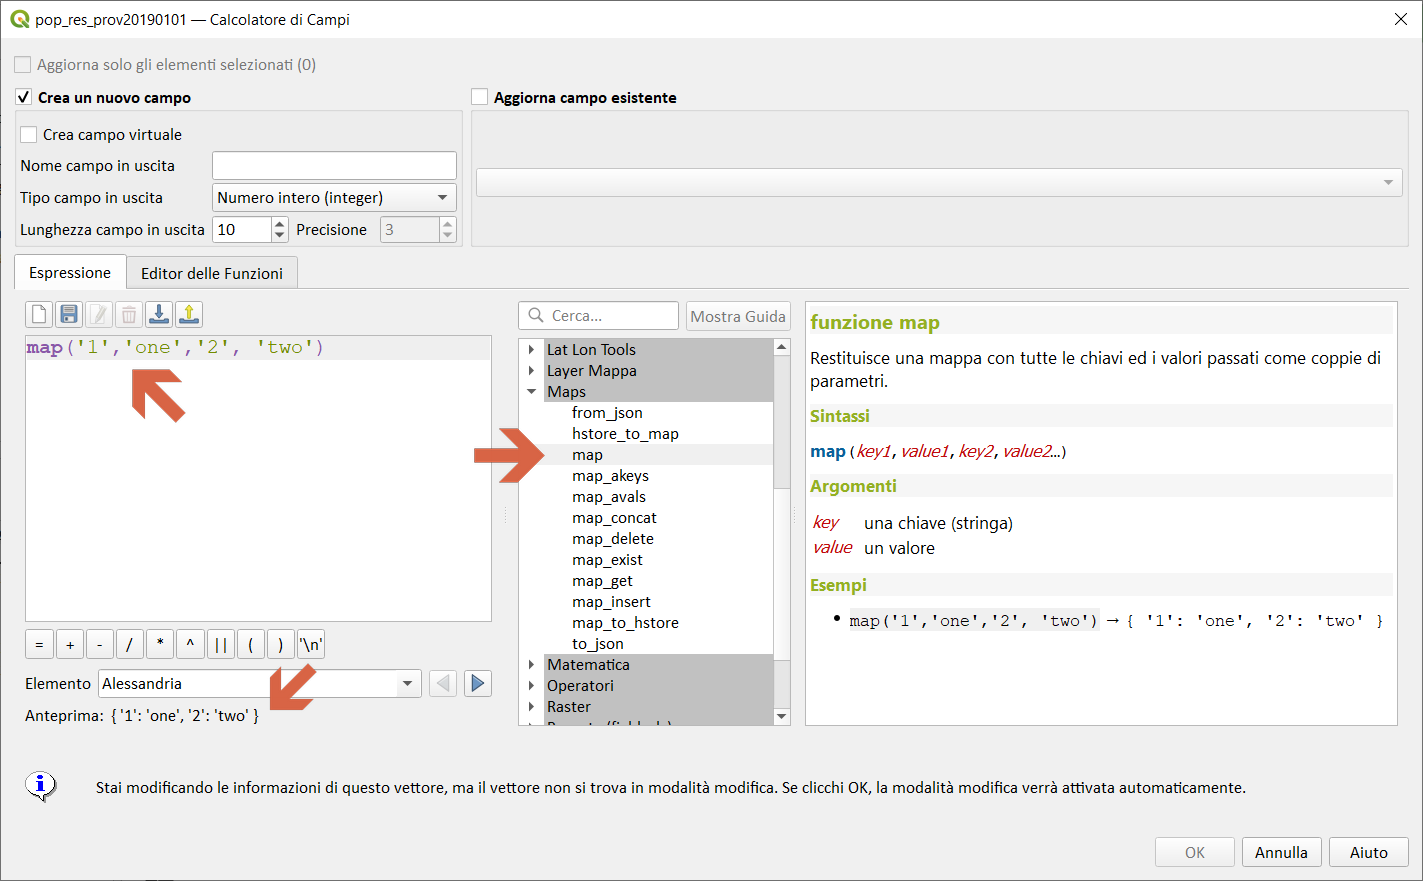 pop_res_prov20190101 — Calcolatore di Campi
Aggiorna solo gli elementi selezionati (0)
Crea un nuovo campo
Aggiorna campo esistente
Crea campo virtuale
Nome campo in uscita
Tipo campo in uscita Numero intero (integer)
Lunghezza campo in uscita 10 Precisione 3
Espressione Editor delle Funzioni
map('1','one','2', 'two')
= + - / * ^ || ( ) '\n'
Elemento Alessandria
Anteprima: { '1': 'one', '2': 'two' }
Cerca... Mostra Guida
Lat Lon Tools
Layer Mappa
Maps
from_json
hstore_to_map
map
map_akeys
map_avals
map_concat
map_delete
map_exist
map_get
map_insert
map_to_hstore
to_json
Matematica
Operatori
Raster
funzione map
Restituisce una mappa con tutte le chiavi ed i valori passati come coppie di
parametri.
Sintassi
map(key1, value1, key2, value2...)
Argomenti
key una chiave (stringa)
value un valore
Esempi
• map('1','one','2', 'two') → { '1': 'one', '2': 'two' }
Stai modificando le informazioni di questo vettore, ma il vettore non si trova in modalità modifica. Se clicchi OK, la modalità modifica verrà attivata automaticamente.
OK Annulla Aiuto